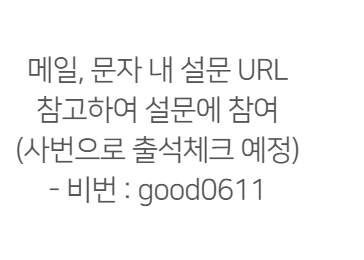 메일, 문자 내 설문 URL
참고하여 설문에 참여
(사번으로 출석체크 예정)
- 비번 : good0611